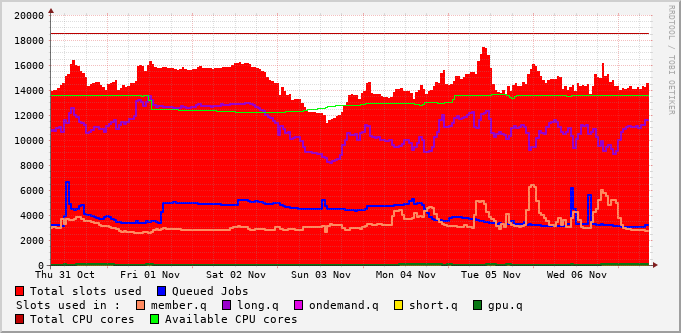 20000
18000
16000
14000
12000
10000
8000
6000
4000
2000
0
Thu 31 Oct Fri 01 Nov Sat 02 Nov Sun 03 Nov Mon 04 Nov Tue 05 Nov Wed 06 Nov
Total slots used Queued Jobs
Slots used in : member.q long.q ondemand.q short.q gpu.q
Total CPU cores Available CPU cores
RRDTOOL / TOBI OETIKER